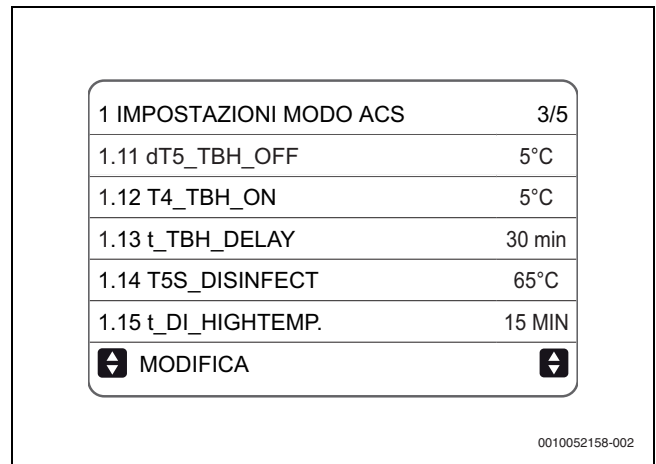 1 IMPOSTAZIONI MODO ACS 3/5
1.11 dT5_TBH_OFF 5°C
1.12 T4_TBH_ON 5°C
1.13 t_TBH_DELAY 30 min
1.14 T5S_DISINFECT 65°C
1.15 t_DI_HIGHTEMP. 15 MIN
MODIFICA
0010052158-002